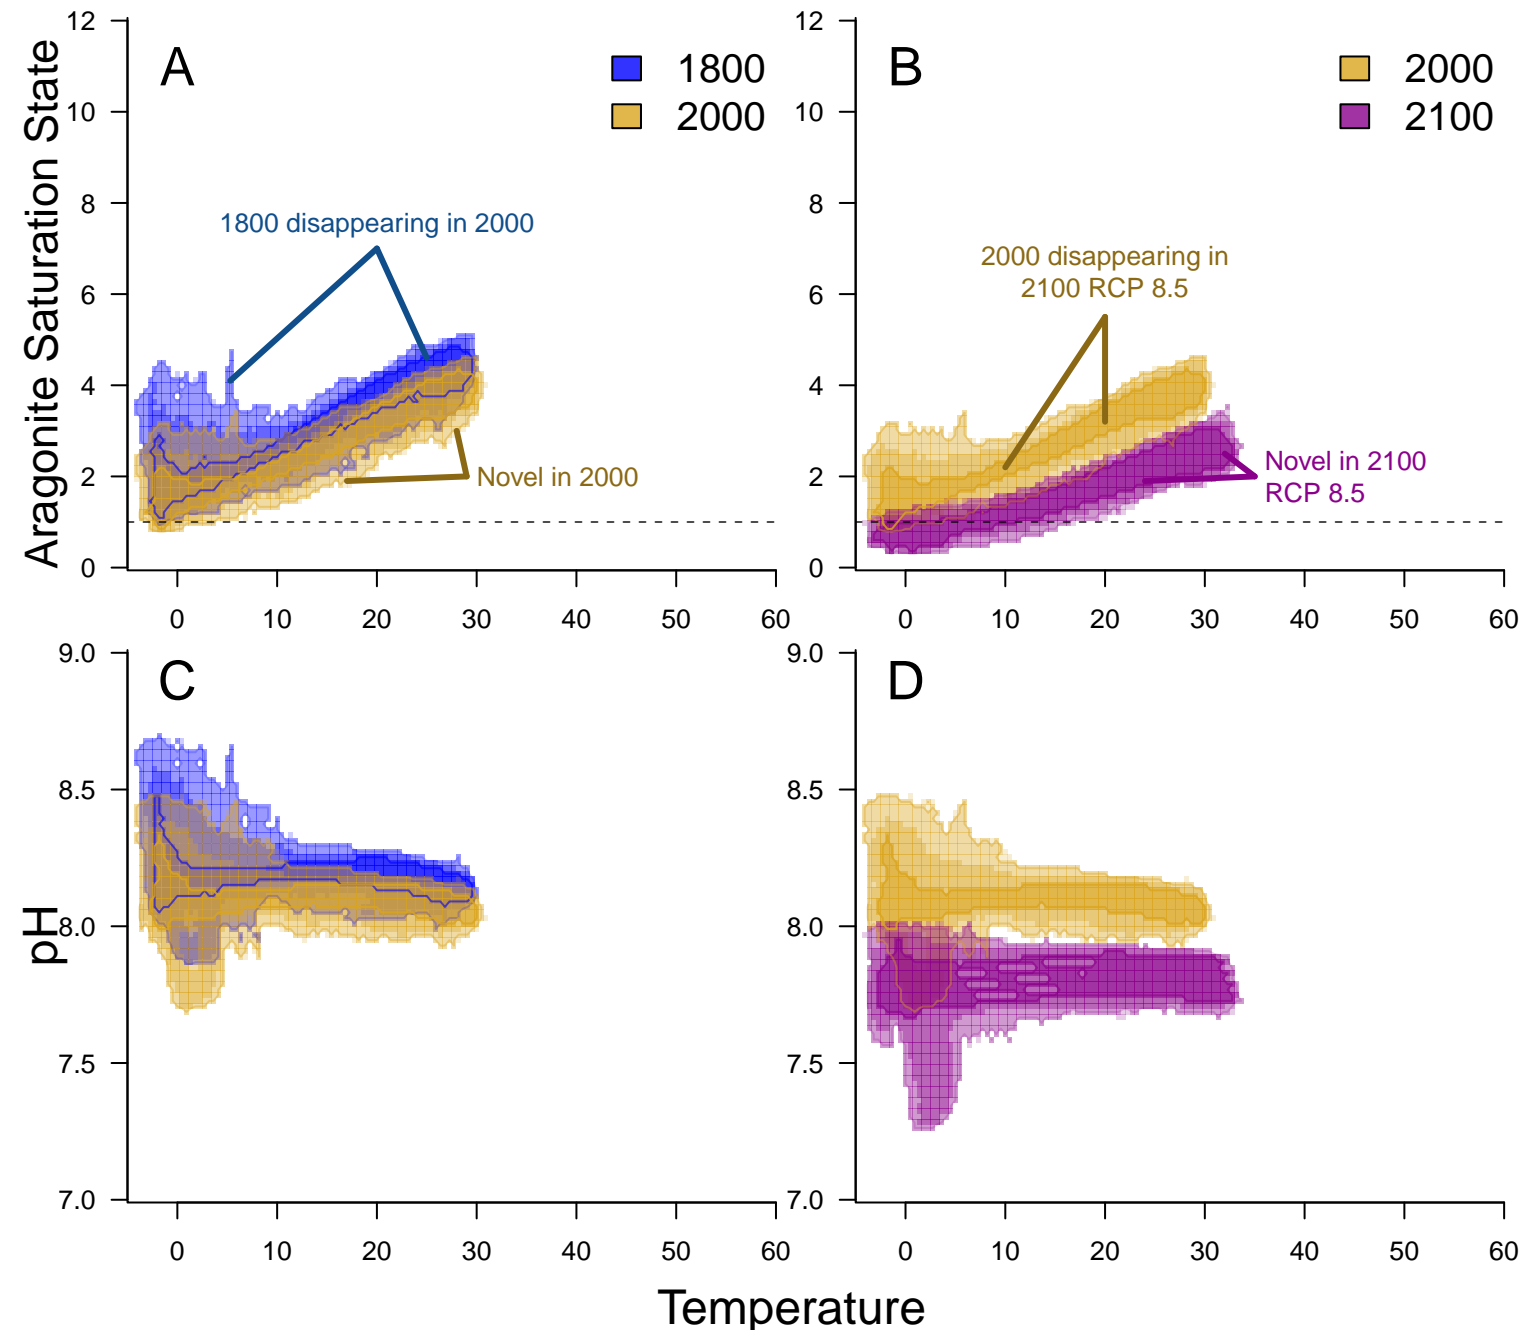 A
1800
2000
12
10
8
6
4
2
0
Aragonite Saturation State
1800 disappearing in 2000
Novel in 2000
0 10 20 30 40 50 60
B
2000
2100
12
10
8
6
4
2
0
2000 disappearing in
2100 RCP 8.5
Novel in 2100
RCP 8.5
0 10 20 30 40 50 60
C
9.0
8.5
8.0
7.5
7.0
pH
0 10 20 30 40 50 60
D
9.0
8.5
8.0
7.5
7.0
0 10 20 30 40 50 60
Temperature